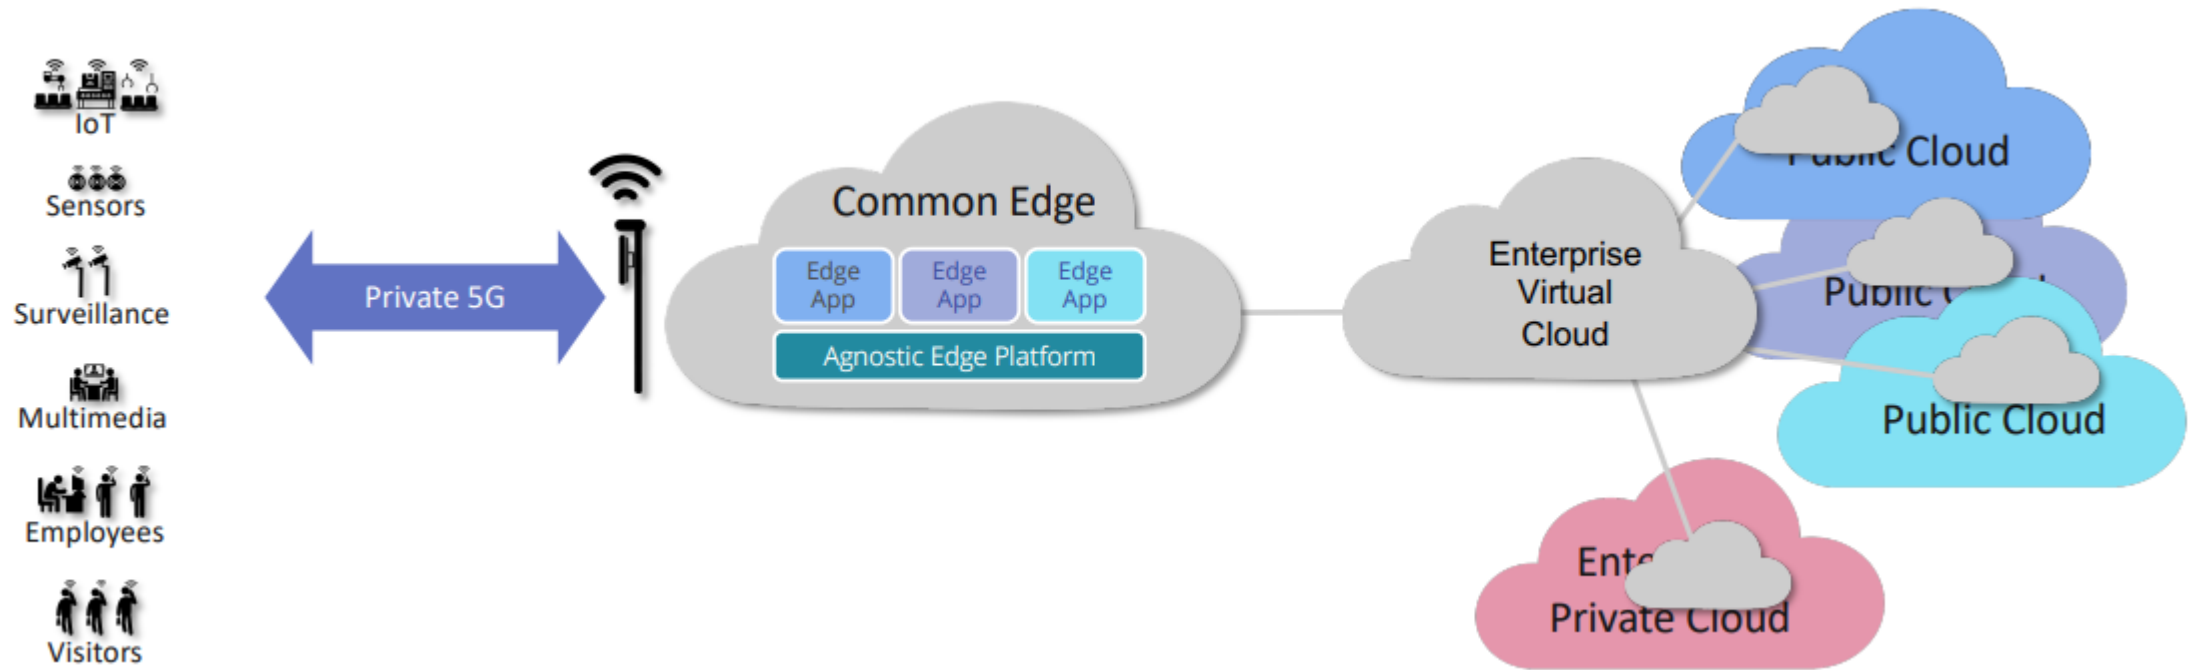 IoT
Sensors
Surveillance
Multimedia
Employees
Visitors
Private 5G
Common Edge
Edge
App
Edge
App
Edge
App
Agnostic Edge Platform
Enterprise
Virtual
Cloud
Public Cloud
Public
Public Cloud
Private Cloud